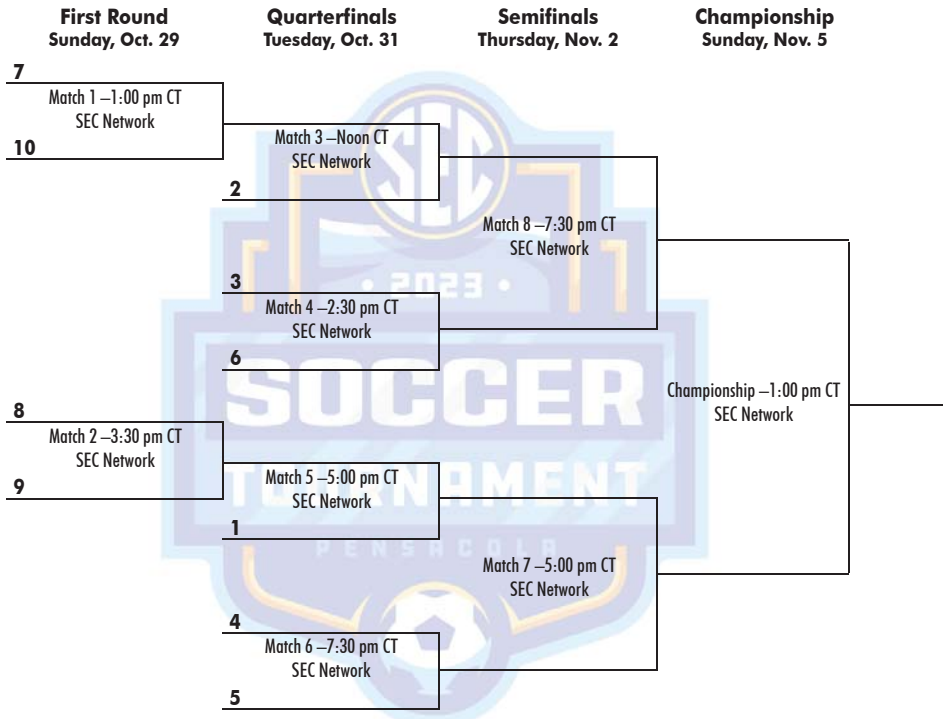 First Round
Sunday, Oct. 29
Quarterfinals
Tuesday, Oct. 31
Semifinals
Thursday, Nov. 2
Championship
Sunday, Nov. 5
7
Match 1 –1:00 pm CT
SEC Network
10
Match 3 –Noon CT
SEC Network
2
Match 8 –7:30 pm CT
SEC Network
3
Match 4 –2:30 pm CT
SEC Network
6
Championship –1:00 pm CT
SEC Network
8
Match 2 –3:30 pm CT
SEC Network
9
Match 5 –5:00 pm CT
SEC Network
1
Match 7 –5:00 pm CT
SEC Network
4
Match 6 –7:30 pm CT
SEC Network
5
SEC
• 2023 •
SOCCER
TOURNAMENT
PENSACOLA